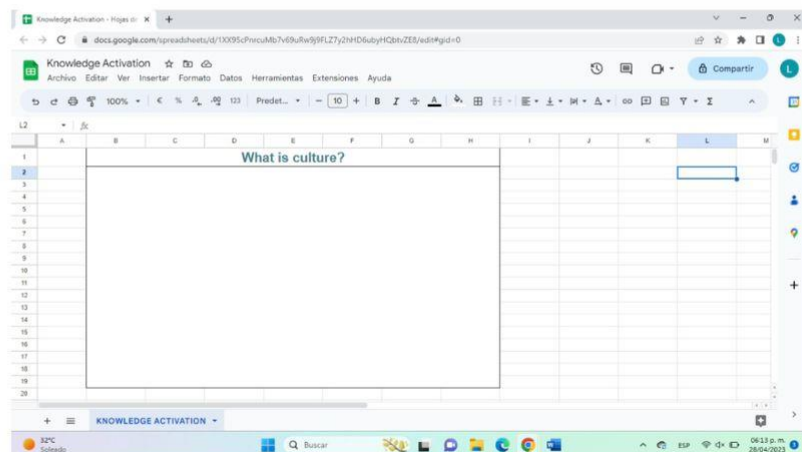 Knowledge Activation - Hojas de
docs.google.com/spreadsheets/d/1XX95cPnrcuMb7v69uRw9j9FLZ7y2hHD6ubyHQbtvZE8/edit#gid=0
Knowledge Activation
Archivo Editar Ver Insertar Formato Datos Herramientas Extensiones Ayuda
Compartir
L
L
100% € % .0 .00 123 Predet... 10 B I A
L2 fx
A B C D E F G H I J K L M
1 What is culture?
2
3
4
5
6
7
8
9
10
11
12
13
14
15
16
17
18
19
20
KNOWLEDGE ACTIVATION
32°C
Soleado
Buscar
ESP
06:13 p. m.
28/04/2023